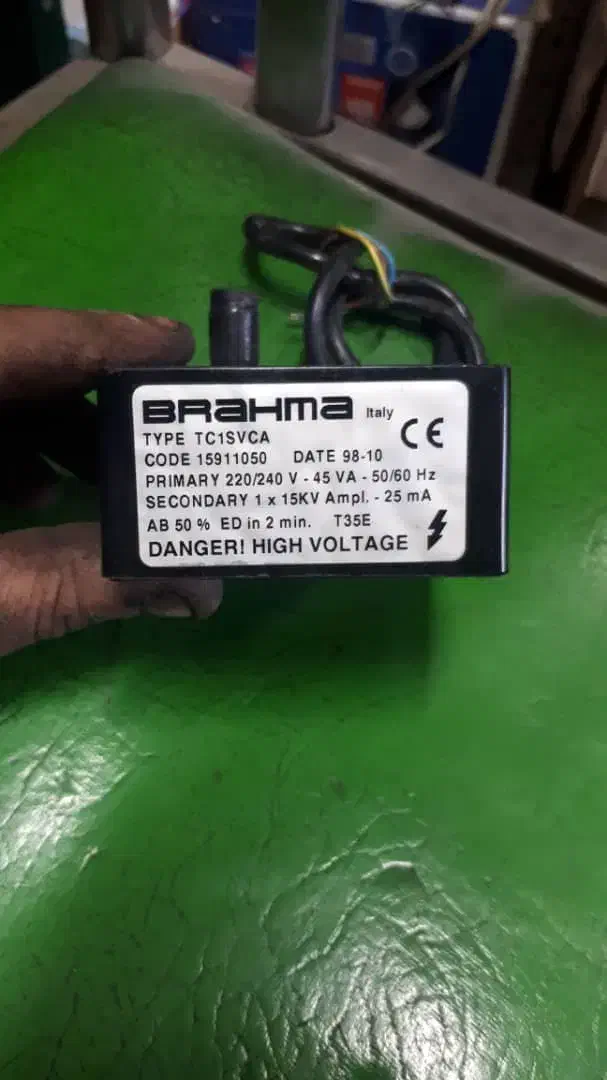 BRAHMA Italy
CE
TYPE TC1SVCA
CODE 15911050 DATE 98-10
PRIMARY 220/240 V - 45 VA - 50/60 Hz
SECONDARY 1 x 15KV Ampl. - 25 mA
AB 50 % ED in 2 min. T35E
DANGER! HIGH VOLTAGE